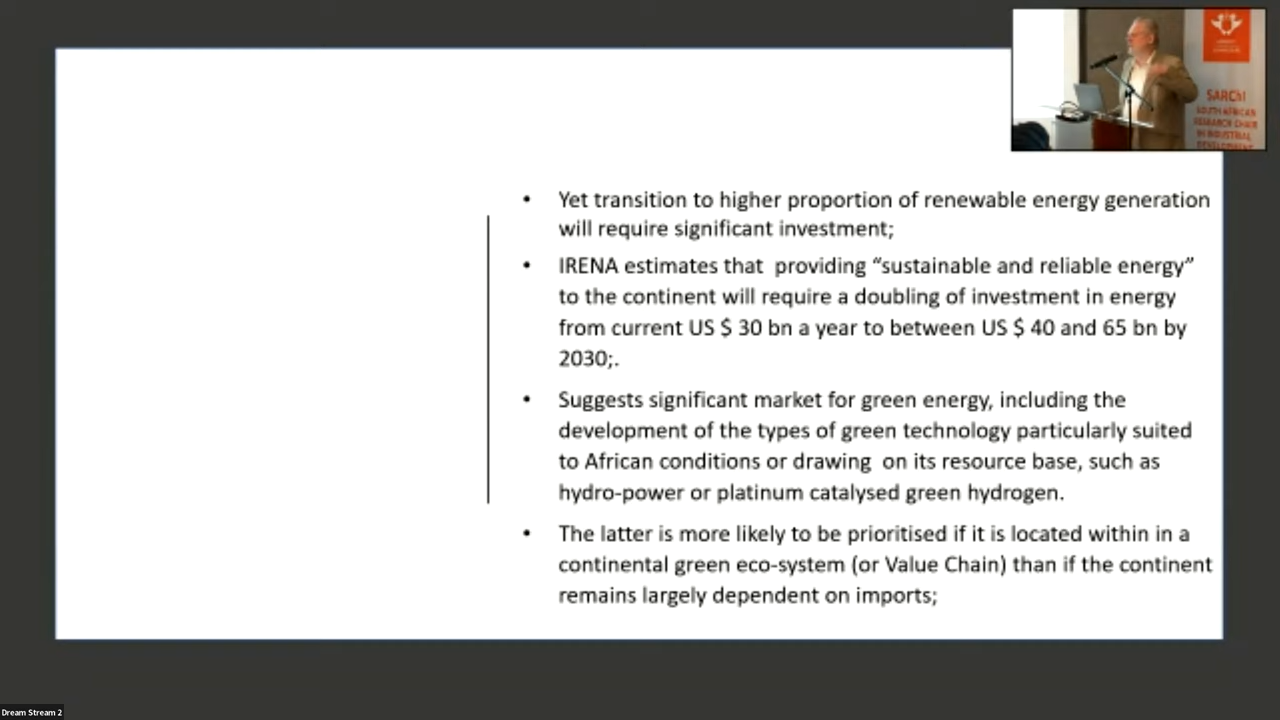 SARChI
SOUTH AFRICAN
RESEARCH CHAIR
IN INDUSTRIAL
DEVELOPMENT
• Yet transition to higher proportion of renewable energy generation
will require significant investment;
• IRENA estimates that  providing “sustainable and reliable energy”
to the continent will require a doubling of investment in energy
from current US $ 30 bn a year to between US $ 40 and 65 bn by
2030;.
• Suggests significant market for green energy, including the
development of the types of green technology particularly suited
to African conditions or drawing  on its resource base, such as
hydro-power or platinum catalysed green hydrogen.
• The latter is more likely to be prioritised if it is located within in a
continental green eco-system (or Value Chain) than if the continent
remains largely dependent on imports;
Dream Stream 2